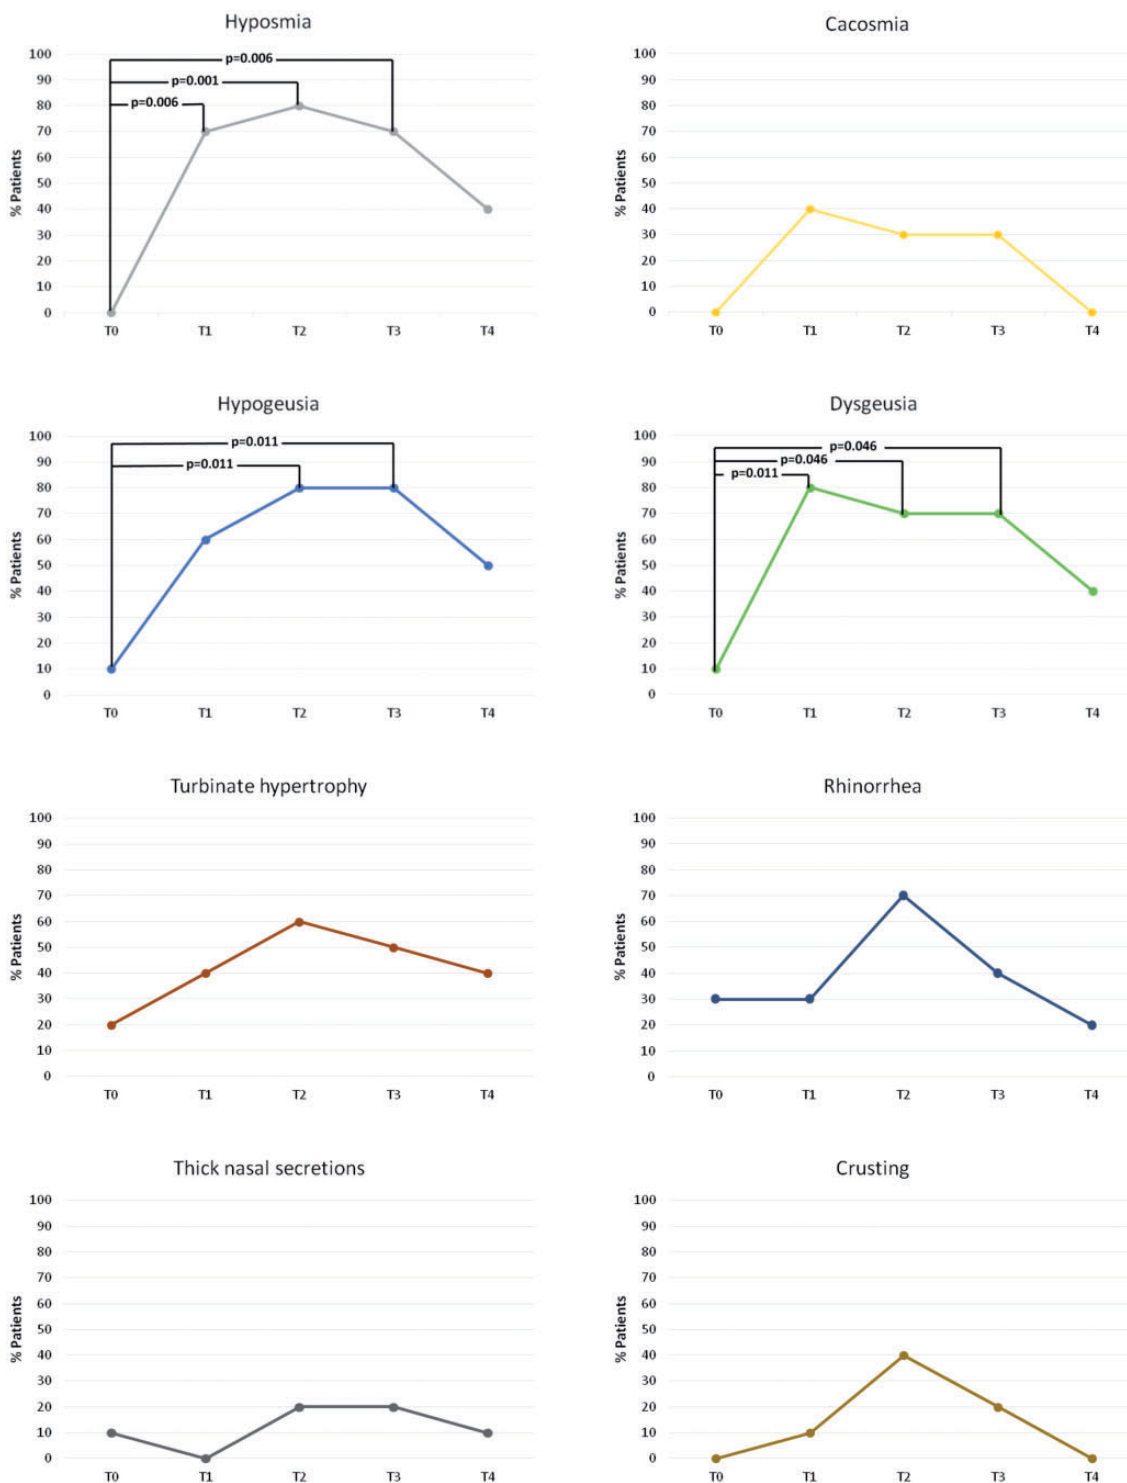 Hyposmia
% Patients
100
90
80
70
60
50
40
30
20
10
0
p=0.006
p=0.001
p=0.006
T0 T1 T2 T3 T4
Cacosmia
% Patients
100
90
80
70
60
50
40
30
20
10
0
T0 T1 T2 T3 T4
Hypogeusia
% Patients
100
90
80
70
60
50
40
30
20
10
0
p=0.011
p=0.011
T0 T1 T2 T3 T4
Dysgeusia
% Patients
100
90
80
70
60
50
40
30
20
10
0
p=0.046
p=0.046
p=0.011
T0 T1 T2 T3 T4
Turbinate hypertrophy
% Patients
100
90
80
70
60
50
40
30
20
10
0
T0 T1 T2 T3 T4
Rhinorrhea
% Patients
100
90
80
70
60
50
40
30
20
10
0
T0 T1 T2 T3 T4
Thick nasal secretions
% Patients
100
90
80
70
60
50
40
30
20
10
0
T0 T1 T2 T3 T4
Crusting
% Patients
100
90
80
70
60
50
40
30
20
10
0
T0 T1 T2 T3 T4